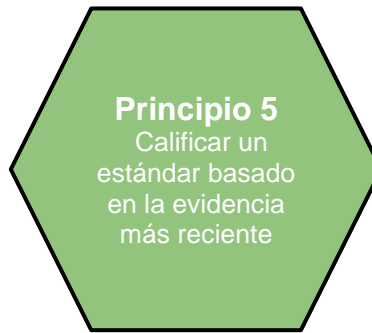 Principio 5
Calificar un
estándar basado
en la evidencia
más reciente